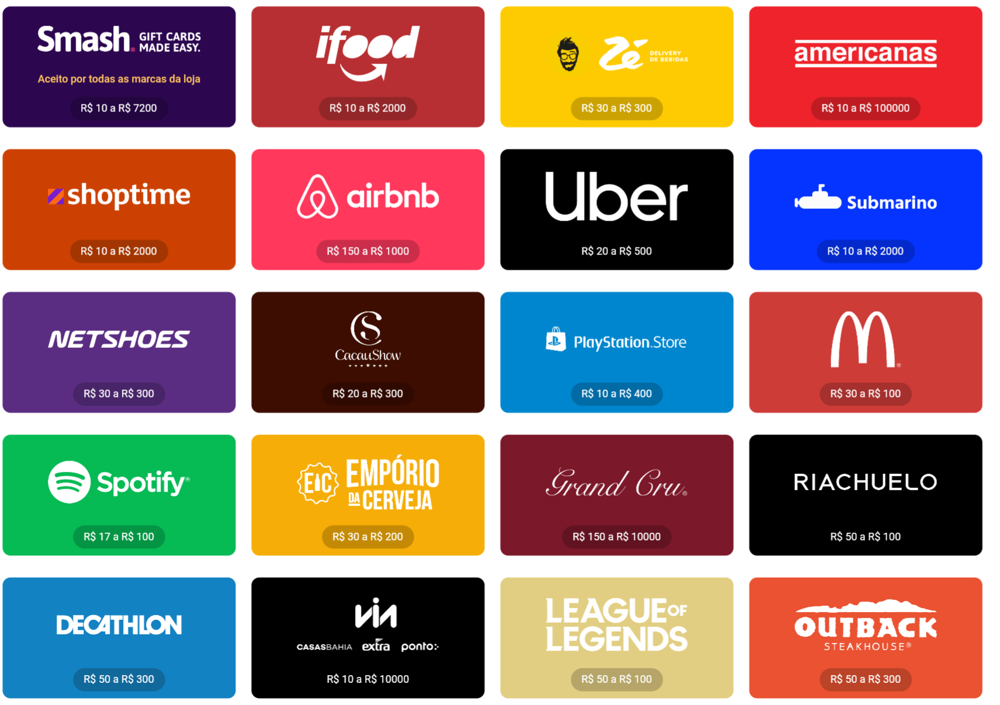 Smash. GIFT CARDS MADE EASY.
Aceito por todas as marcas da loja
R$ 10 a R$ 7200
ifood
R$ 10 a R$ 2000
Zé DELIVERY DE BEBIDAS
R$ 30 a R$ 300
americanas
R$ 10 a R$ 100000
shoptime
R$ 10 a R$ 2000
airbnb
R$ 150 a R$ 1000
Uber
R$ 20 a R$ 500
Submarino
R$ 10 a R$ 2000
NETSHOES
R$ 30 a R$ 300
CacauShow
R$ 20 a R$ 300
PlayStation.Store
R$ 10 a R$ 400
M®
R$ 30 a R$ 100
Spotify®
R$ 17 a R$ 100
EC EMPÓRIO
DA CERVEJA
R$ 30 a R$ 200
Grand Cru®
R$ 150 a R$ 10000
RIACHUELO
R$ 50 a R$ 100
DECATHLON
R$ 50 a R$ 300
via
CASASBAHIA extra ponto:>
R$ 10 a R$ 10000
LEAGUE OF
LEGENDS
R$ 50 a R$ 100
OUTBACK
STEAKHOUSE®
R$ 50 a R$ 300